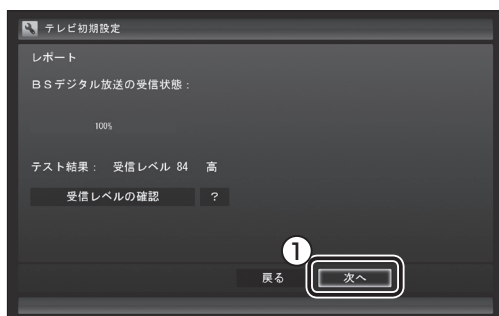 テレビ初期設定
レポート
ＢＳデジタル放送の受信状態：
100%
テスト結果： 受信レベル 84 高
受信レベルの確認 ？
①
戻る 次へ